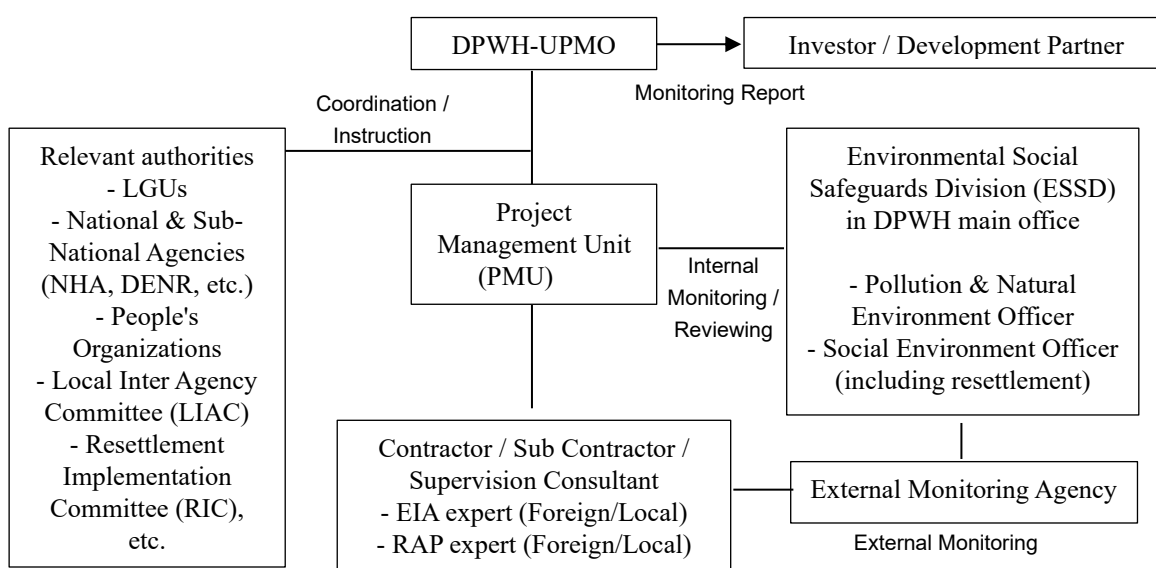 DPWH-UPMO
Investor / Development Partner
Monitoring Report
Coordination /
Instruction
Relevant authorities
- LGUs
- National & Sub-
National Agencies
(NHA, DENR, etc.)
- People's
Organizations
- Local Inter Agency
Committee (LIAC)
- Resettlement
Implementation
Committee (RIC),
etc.
Project
Management Unit
(PMU)
Internal
Monitoring /
Reviewing
Environmental Social
Safeguards Division (ESSD)
in DPWH main office
- Pollution & Natural
Environment Officer
- Social Environment Officer
(including resettlement)
Contractor / Sub Contractor /
Supervision Consultant
- EIA expert (Foreign/Local)
- RAP expert (Foreign/Local)
External Monitoring Agency
External Monitoring